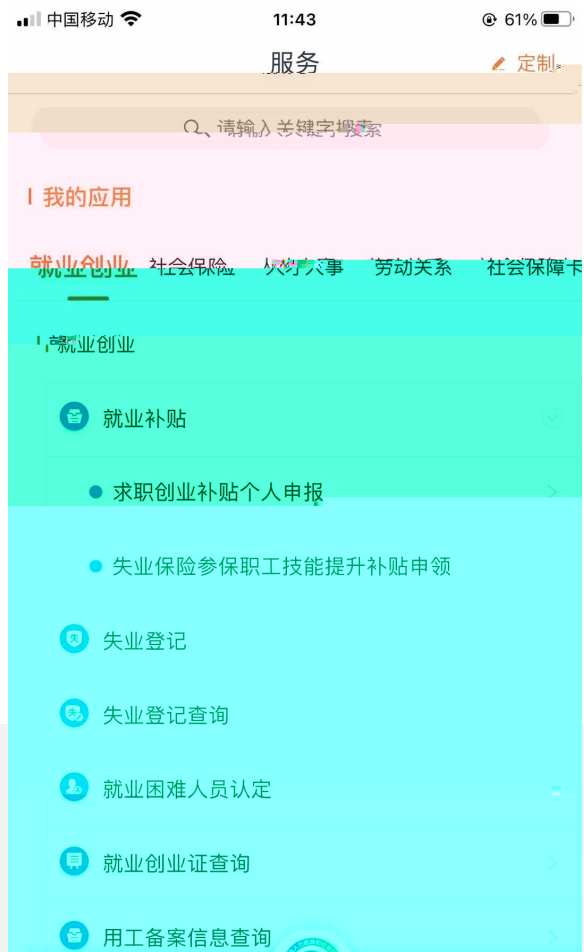 中国移动 11:43 61%
服务 定制
请输入关键字搜索
我的应用
就业创业 社会保险 人事 劳动关系 社会保障卡
就业创业
就业补贴
求职创业补贴个人申报
失业保险参保职工技能提升补贴申领
失业登记
失业登记查询
就业困难人员认定
就业创业证查询
用工备案信息查询